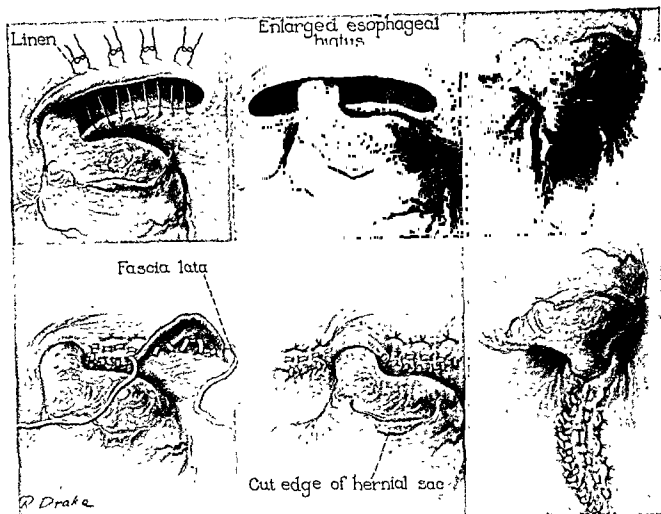 Linen
Enlarged esophageal
hiatus
Fascia lata
Cut edge of hernial sac
R Drake